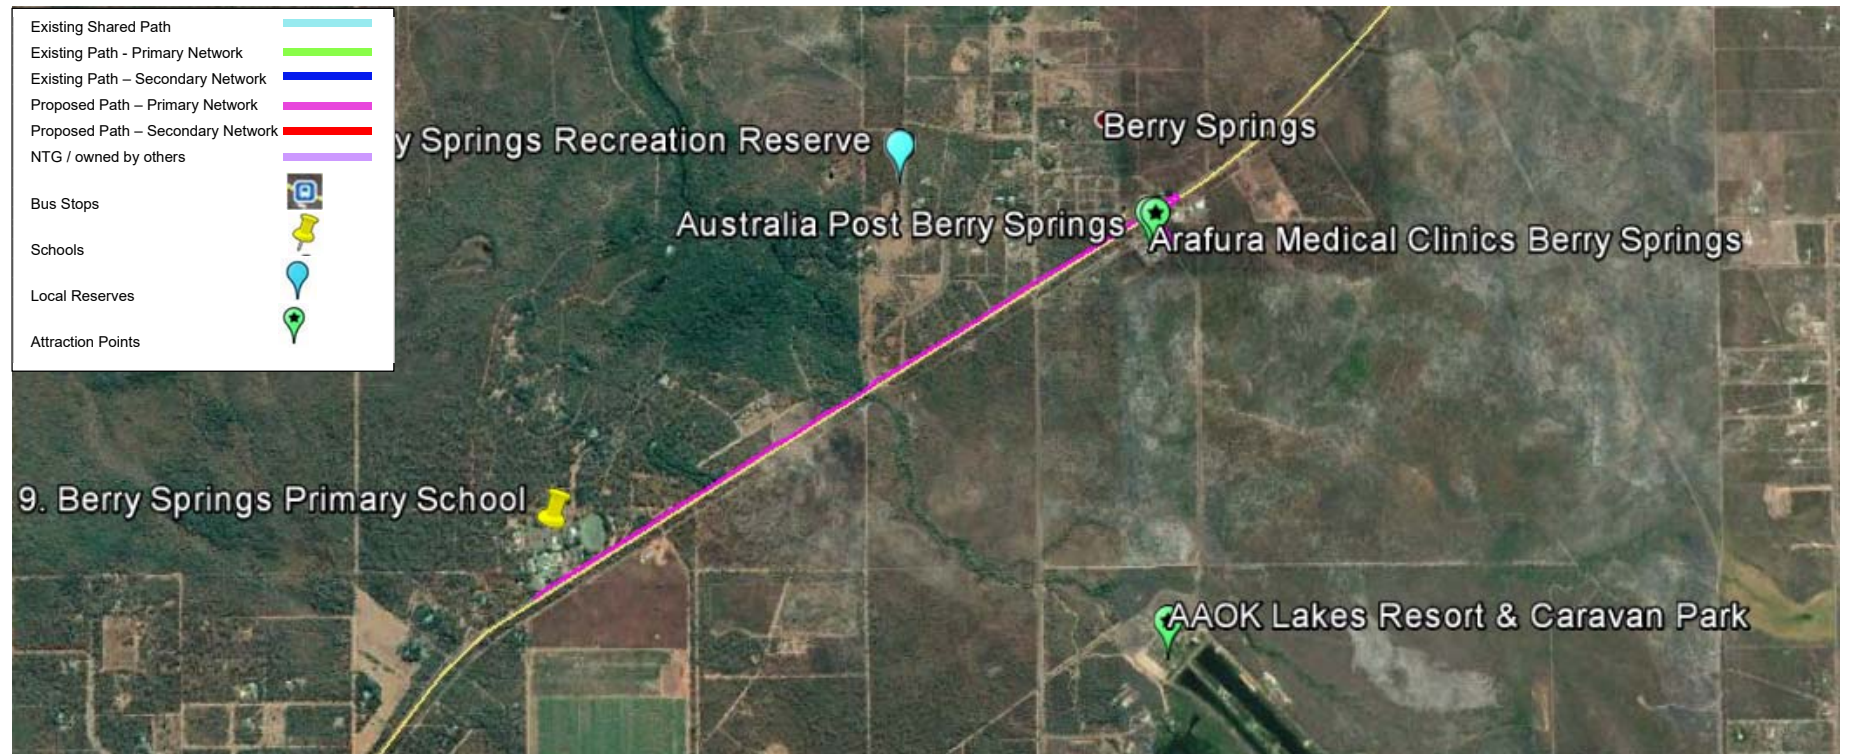 Existing Shared Path
Existing Path - Primary Network
Existing Path – Secondary Network
Proposed Path – Primary Network
Proposed Path – Secondary Network
NTG / owned by others
Bus Stops
Schools
Local Reserves
Attraction Points
y Springs Recreation Reserve
Berry Springs
Australia Post Berry Springs
Arafura Medical Clinics Berry Springs
9. Berry Springs Primary School
AAOK Lakes Resort & Caravan Park